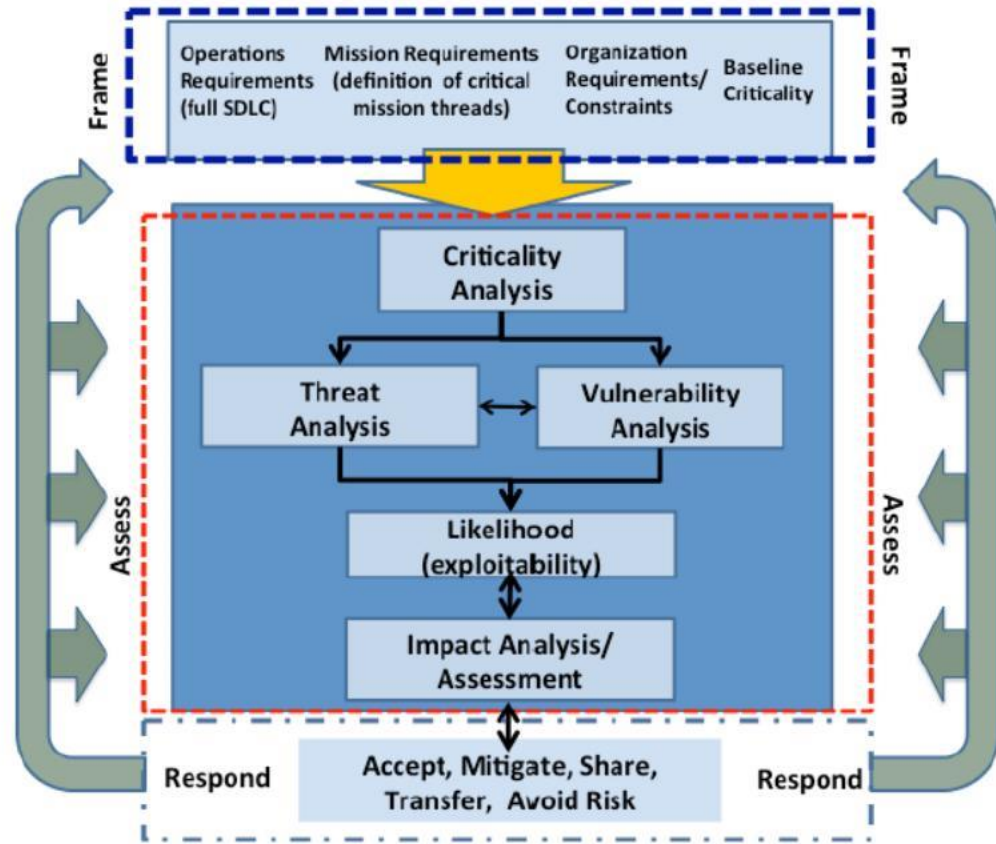 Frame
Operations
Requirements
(full SDLC)
Mission Requirements
(definition of critical
mission threads)
Organization
Requirements/
Constraints
Baseline
Criticality
Frame
Criticality
Analysis
Threat
Analysis
Vulnerability
Analysis
Assess
Assess
Likelihood
(exploitability)
Impact Analysis/
Assessment
Respond
Accept, Mitigate, Share,
Transfer, Avoid Risk
Respond